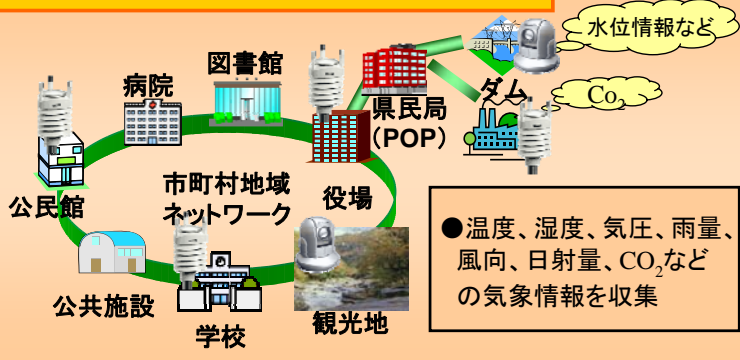 水位情報など
図書館
病院
ダム
Co₂
県民局
（POP）
市町村地域
ネットワーク
役場
公民館
●温度、湿度、気圧、雨量、
風向、日射量、CO₂など
の気象情報を収集
公共施設
学校
観光地